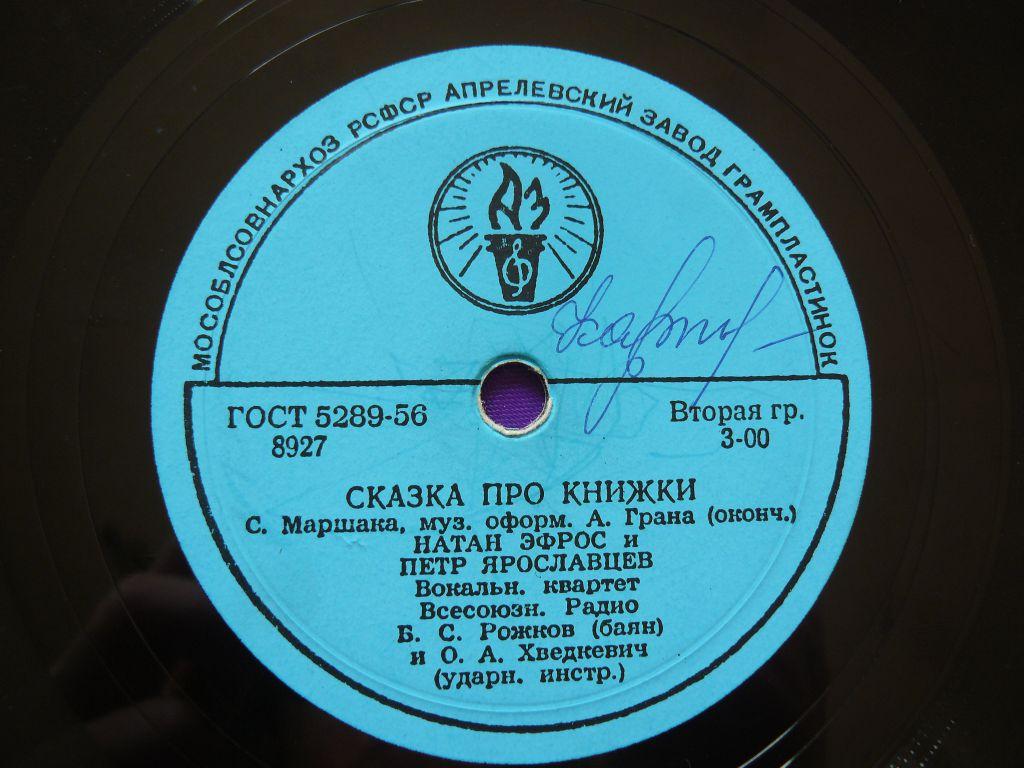 МОСОБЛСОВНАРХОЗ РСФСР АПРЕЛЕВСКИЙ ЗАВОД ГРАМПЛАСТИНОК
АЗ
ГОСТ 5289-56
8927
Вторая гр.
3-00
СКАЗКА ПРО КНИЖКИ
С. Маршака, муз. оформ. А. Грана (оконч.)
НАТАН ЭФРОС и
ПЕТР ЯРОСЛАВЦЕВ
Вокальн. квартет
Всесоюзн. Радио
Б. С. Рожков (баян)
и О. А. Хведкевич
(ударн. инстр.)